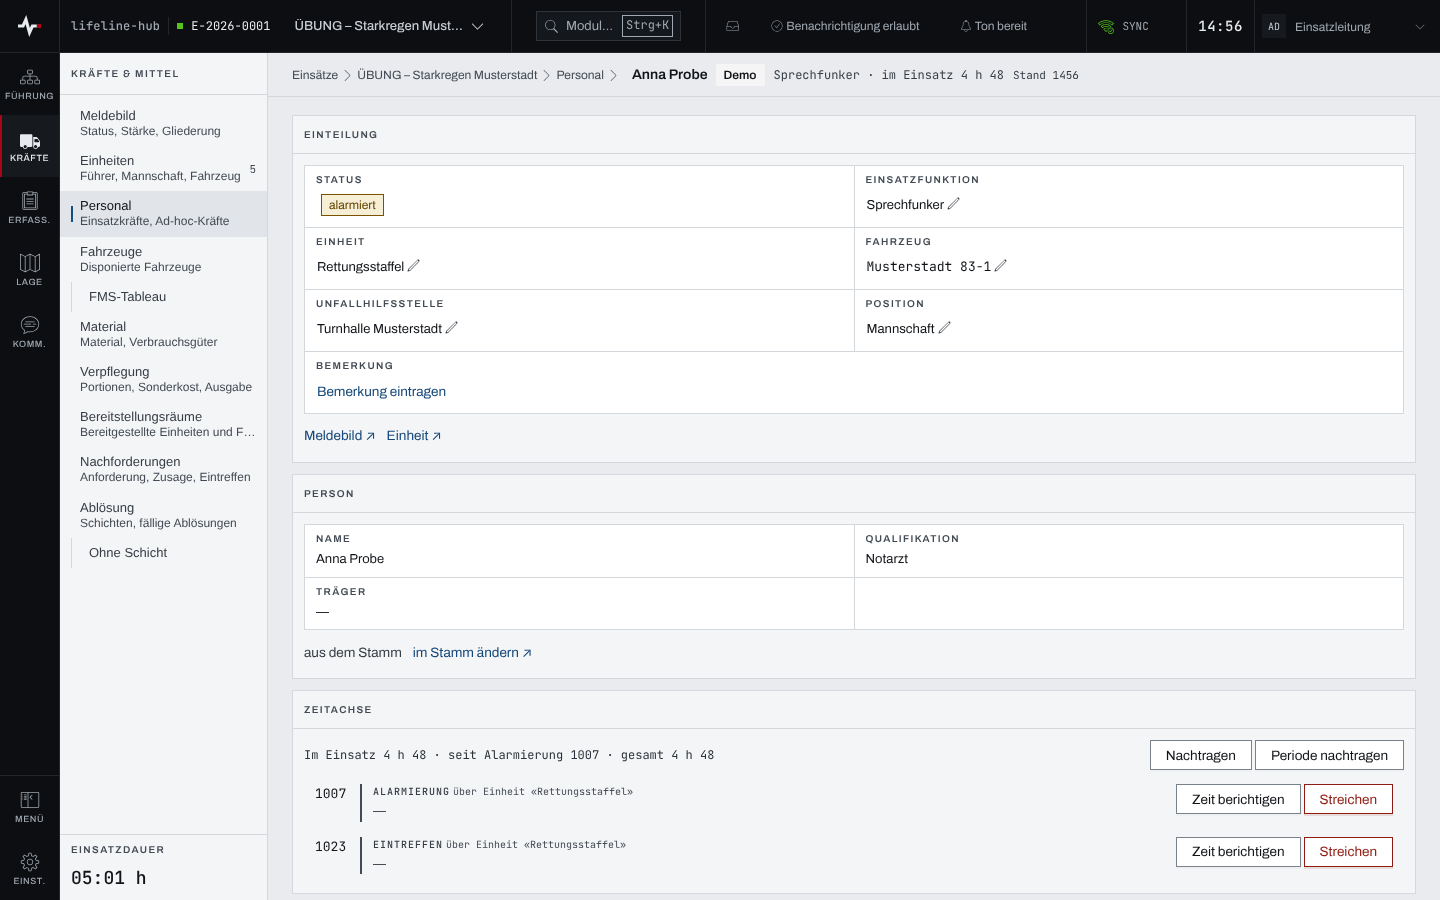 lifeline-hub
E-2026-0001
ÜBUNG – Starkregen Must…
Modul…
Strg+K
Benachrichtigung erlaubt
Ton bereit
SYNC
14:56
AD
Einsatzleitung
FÜHRUNG
KRÄFTE
ERFASS.
LAGE
KOMM.
MENÜ
EINST.
KRÄFTE & MITTEL
Meldebild
Status, Stärke, Gliederung
Einheiten
Führer, Mannschaft, Fahrzeug
5
Personal
Einsatzkräfte, Ad-hoc-Kräfte
Fahrzeuge
Disponierte Fahrzeuge
FMS-Tableau
Material
Material, Verbrauchsgüter
Verpflegung
Portionen, Sonderkost, Ausgabe
Bereitstellungsräume
Bereitgestellte Einheiten und F…
Nachforderungen
Anforderung, Zusage, Eintreffen
Ablösung
Schichten, fällige Ablösungen
Ohne Schicht
EINSATZDAUER
05:01 h
Einsätze
ÜBUNG – Starkregen Musterstadt
Personal
Anna Probe
Demo
Sprechfunker · im Einsatz 4 h 48
Stand 1456
EINTEILUNG
STATUS
alarmiert
EINSATZFUNKTION
Sprechfunker
EINHEIT
Rettungsstaffel
FAHRZEUG
Musterstadt 83-1
UNFALLHILFSSTELLE
Turnhalle Musterstadt
POSITION
Mannschaft
BEMERKUNG
Bemerkung eintragen
Meldebild ↗ Einheit ↗
PERSON
NAME
Anna Probe
QUALIFIKATION
Notarzt
TRÄGER
—
aus dem Stamm im Stamm ändern ↗
ZEITACHSE
Im Einsatz 4 h 48 · seit Alarmierung 1007 · gesamt 4 h 48
Nachtragen
Periode nachtragen
1007
ALARMIERUNG über Einheit «Rettungsstaffel»
—
Zeit berichtigen
Streichen
1023
EINTREFFEN über Einheit «Rettungsstaffel»
—
Zeit berichtigen
Streichen